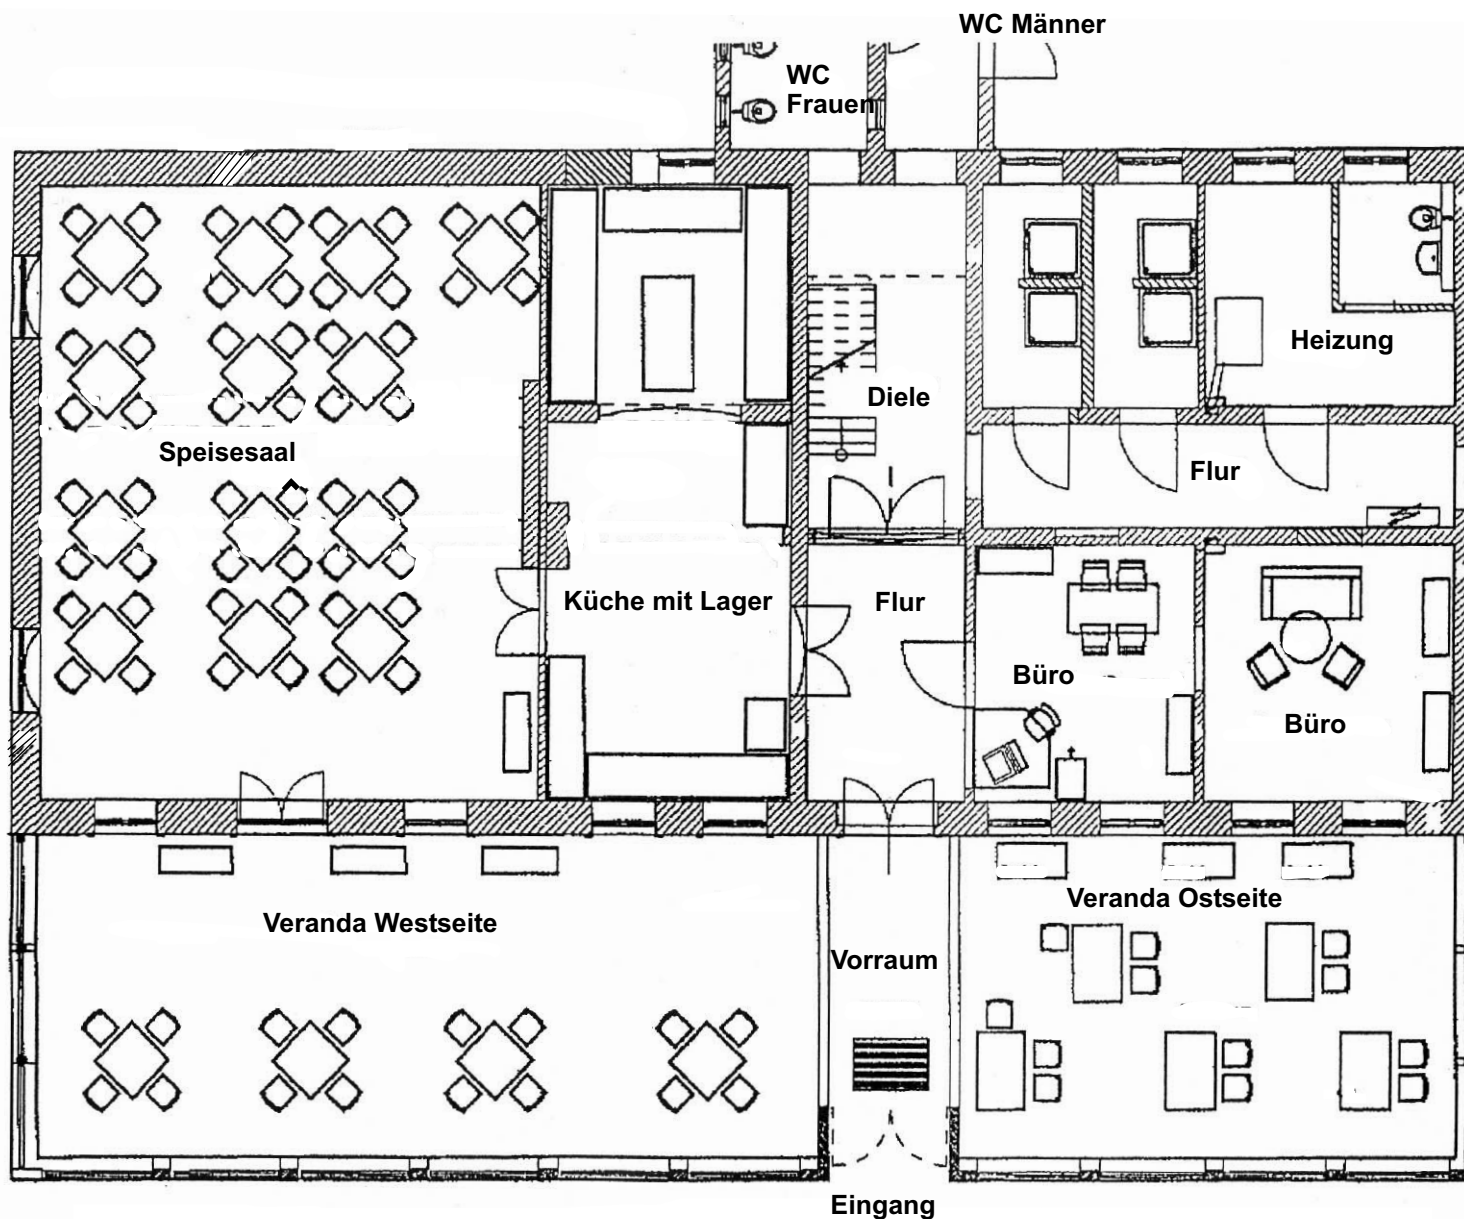 WC Männer
WC
Frauen
Heizung
Diele
Speisesaal
Flur
Küche mit Lager
Flur
Büro
Büro
Veranda Westseite
Veranda Ostseite
Vorraum
Eingang